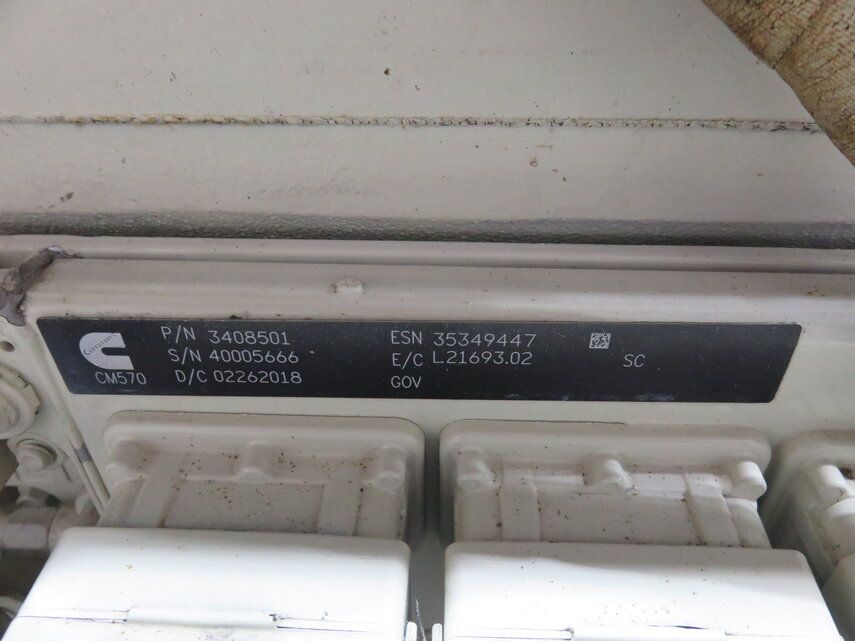 Cummins
CM570
P/N 3408501
S/N 40005666
D/C 02262018
ESN 35349447
E/C L21693.02
GOV
SC